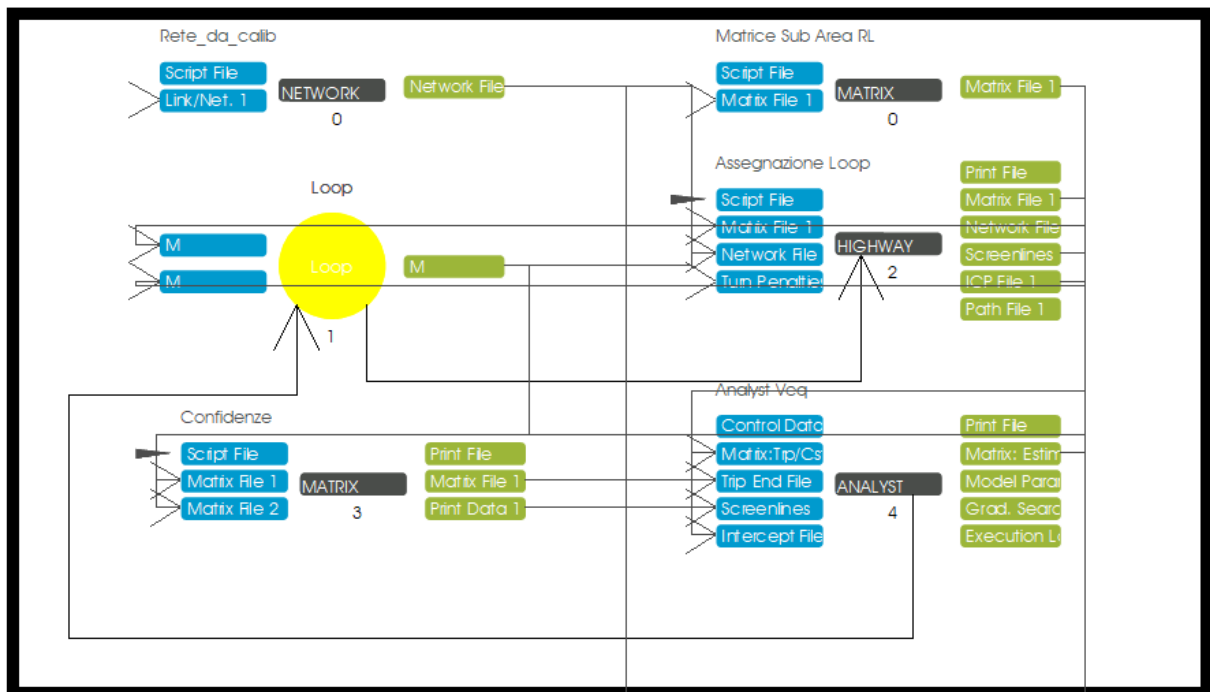 Rete_da_calib
Script File
Link/Net. 1
NETWORK
0
Network File
Matrice Sub Area RL
Script File
Matrix File 1
MATRIX
0
Matrix File 1
Loop
M
M
Loop
1
M
Assegnazione Loop
Script File
Matrix File 1
Network File
Turn Penalties
HIGHWAY
2
Print File
Matrix File 1
Network File
Screenlines
ICP File 1
Path File 1
Confidenze
Script File
Matrix File 1
Matrix File 2
MATRIX
3
Print File
Matrix File 1
Print Data 1
Analyst Veq
Control Data
Matrix:Trp/Cs
Trip End File
Screenlines
Intercept File
ANALYST
4
Print File
Matrix: Estim
Model Para
Grad. Searc
Execution Lo